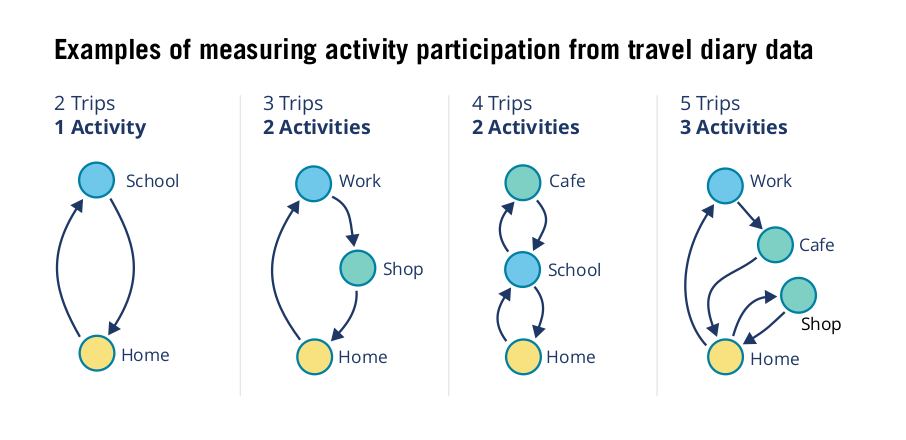 Examples of measuring activity participation from travel diary data
2 Trips
1 Activity
School
Home
3 Trips
2 Activities
Work
Shop
Home
4 Trips
2 Activities
Cafe
School
Home
5 Trips
3 Activities
Work
Cafe
Shop
Home